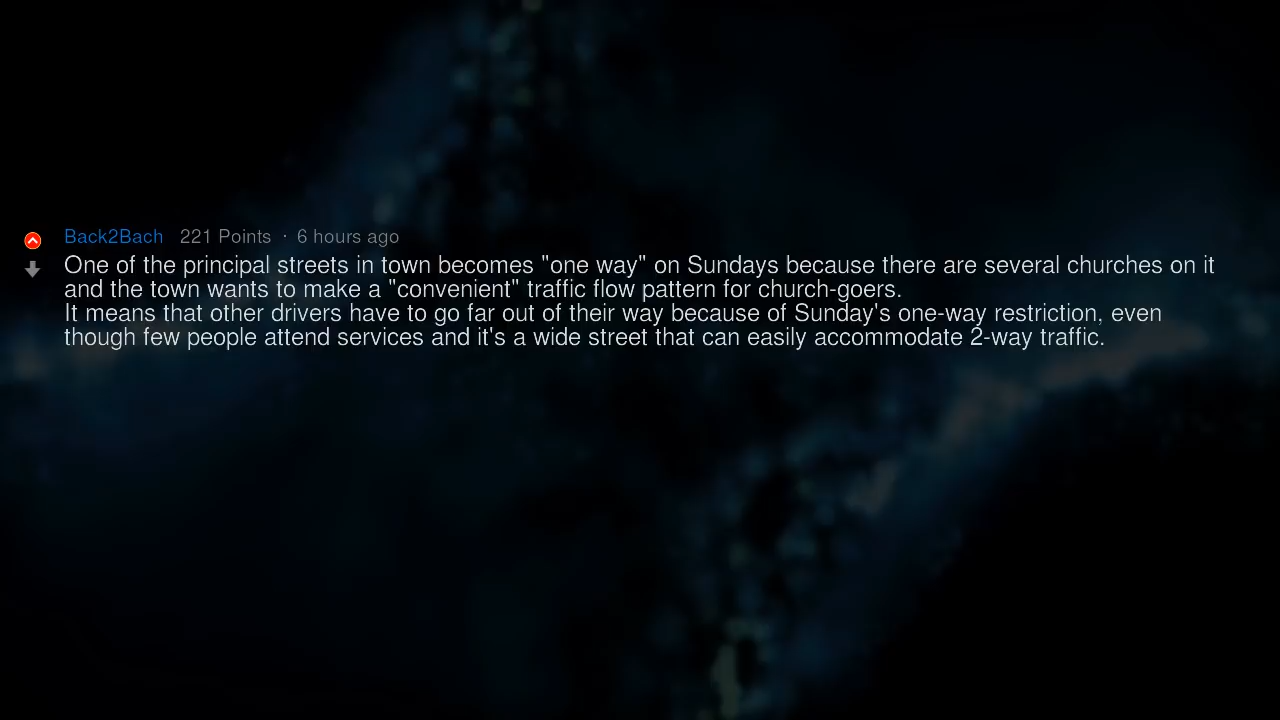 Back2Bach 221 Points · 6 hours ago
One of the principal streets in town becomes "one way" on Sundays because there are several churches on it
and the town wants to make a "convenient" traffic flow pattern for church-goers.
It means that other drivers have to go far out of their way because of Sunday's one-way restriction, even
though few people attend services and it's a wide street that can easily accommodate 2-way traffic.